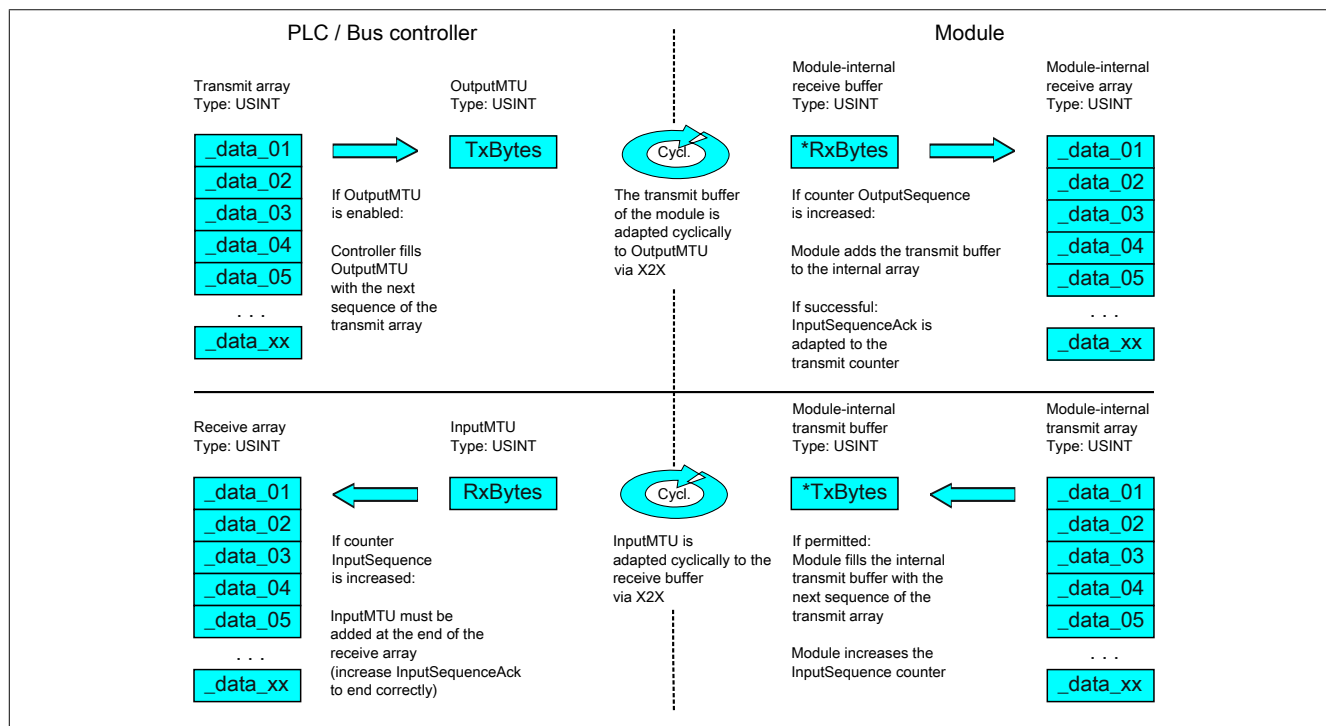 PLC / Bus controller
Module
Transmit array
Type: USINT
OutputMTU
Type: USINT
Module-internal
receive buffer
Type: USINT
Module-internal
receive array
Type: USINT
_data_01
_data_02
_data_03
_data_04
_data_05
. . .
_data_xx
If OutputMTU
is enabled:
Controller fills
OutputMTU
with the next
sequence of the
transmit array
TxBytes
Cycl.
The transmit buffer
of the module is
adapted cyclically
to OutputMTU
via X2X
*RxBytes
If counter OutputSequence
is increased:
Module adds the transmit buffer
to the internal array
If successful:
InputSequenceAck is
adapted to the
transmit counter
_data_01
_data_02
_data_03
_data_04
_data_05
. . .
_data_xx
Receive array
Type: USINT
InputMTU
Type: USINT
Module-internal
transmit buffer
Type: USINT
Module-internal
transmit array
Type: USINT
_data_01
_data_02
_data_03
_data_04
_data_05
. . .
_data_xx
If counter
InputSequence
is increased:
InputMTU must be
added at the end of the
receive array
(increase InputSequenceAck
to end correctly)
RxBytes
Cycl.
InputMTU is
adapted cyclically to the
receive buffer
via X2X
*TxBytes
If permitted:
Module fills the internal
transmit buffer with the
next sequence of the
transmit array
Module increases the
InputSequence counter
_data_01
_data_02
_data_03
_data_04
_data_05
. . .
_data_xx